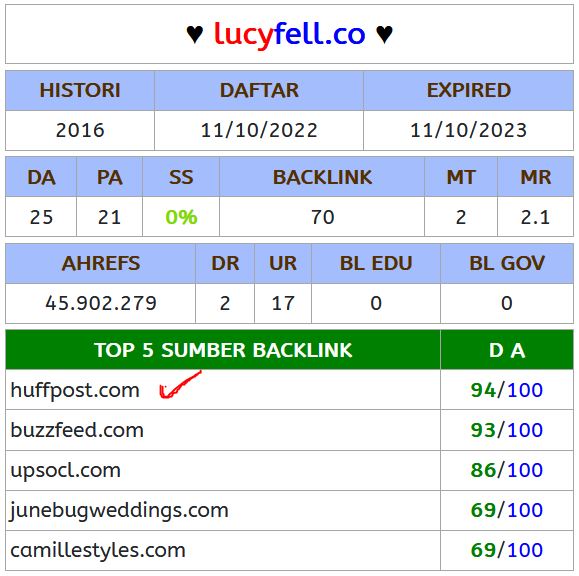 ♥ lucyfell.co ♥
HISTORI DAFTAR EXPIRED
2016 11/10/2022 11/10/2023
DA PA SS BACKLINK MT MR
25 21 0% 70 2 2.1
AHREFS DR UR BL EDU BL GOV
45.902.279 2 17 0 0
TOP 5 SUMBER BACKLINK D A
huffpost.com 94/100
buzzfeed.com 93/100
upsocl.com 86/100
junebugweddings.com 69/100
camillestyles.com 69/100